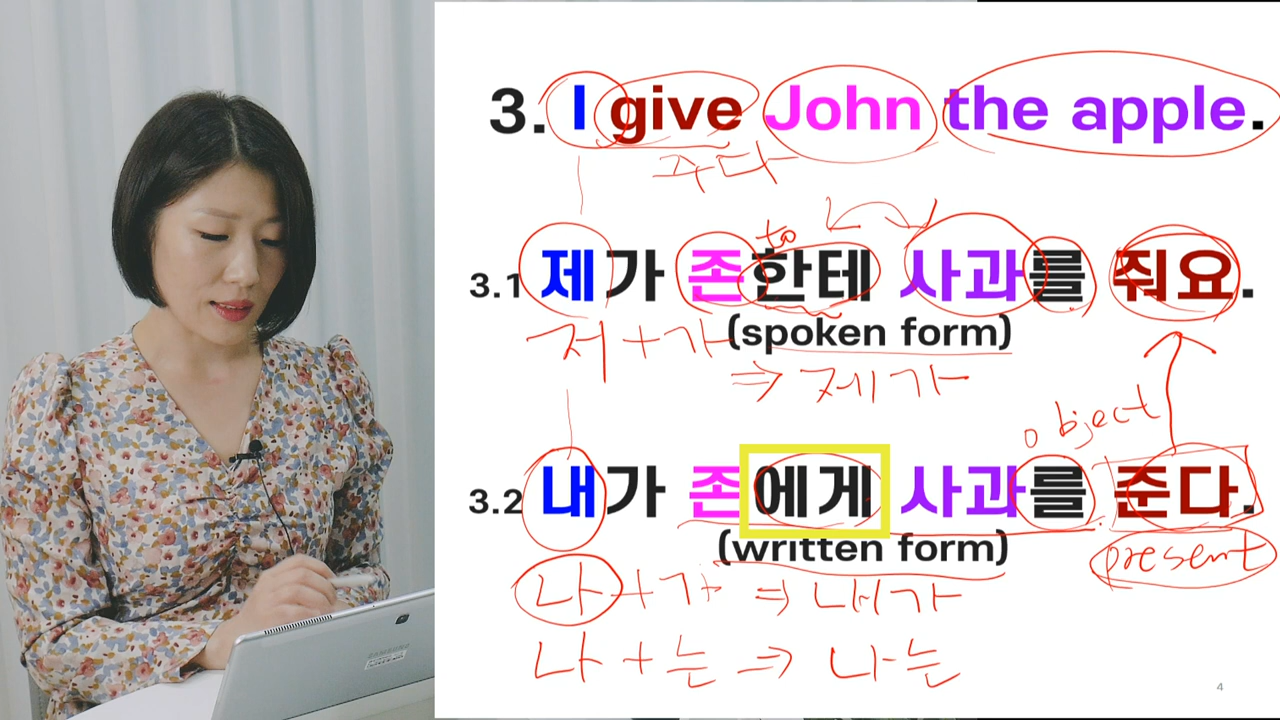 3. I give John the apple.
주다
to
3.1 제가 존한테 사과를 줘요.
(spoken form)
저 + 가
⇒ 제가
object
3.2 내가 존에게 사과를 준다.
(written form)
present
나 + 가 ⇒ 내가
나 + 는 ⇒ 나는
SAMSUNG
4